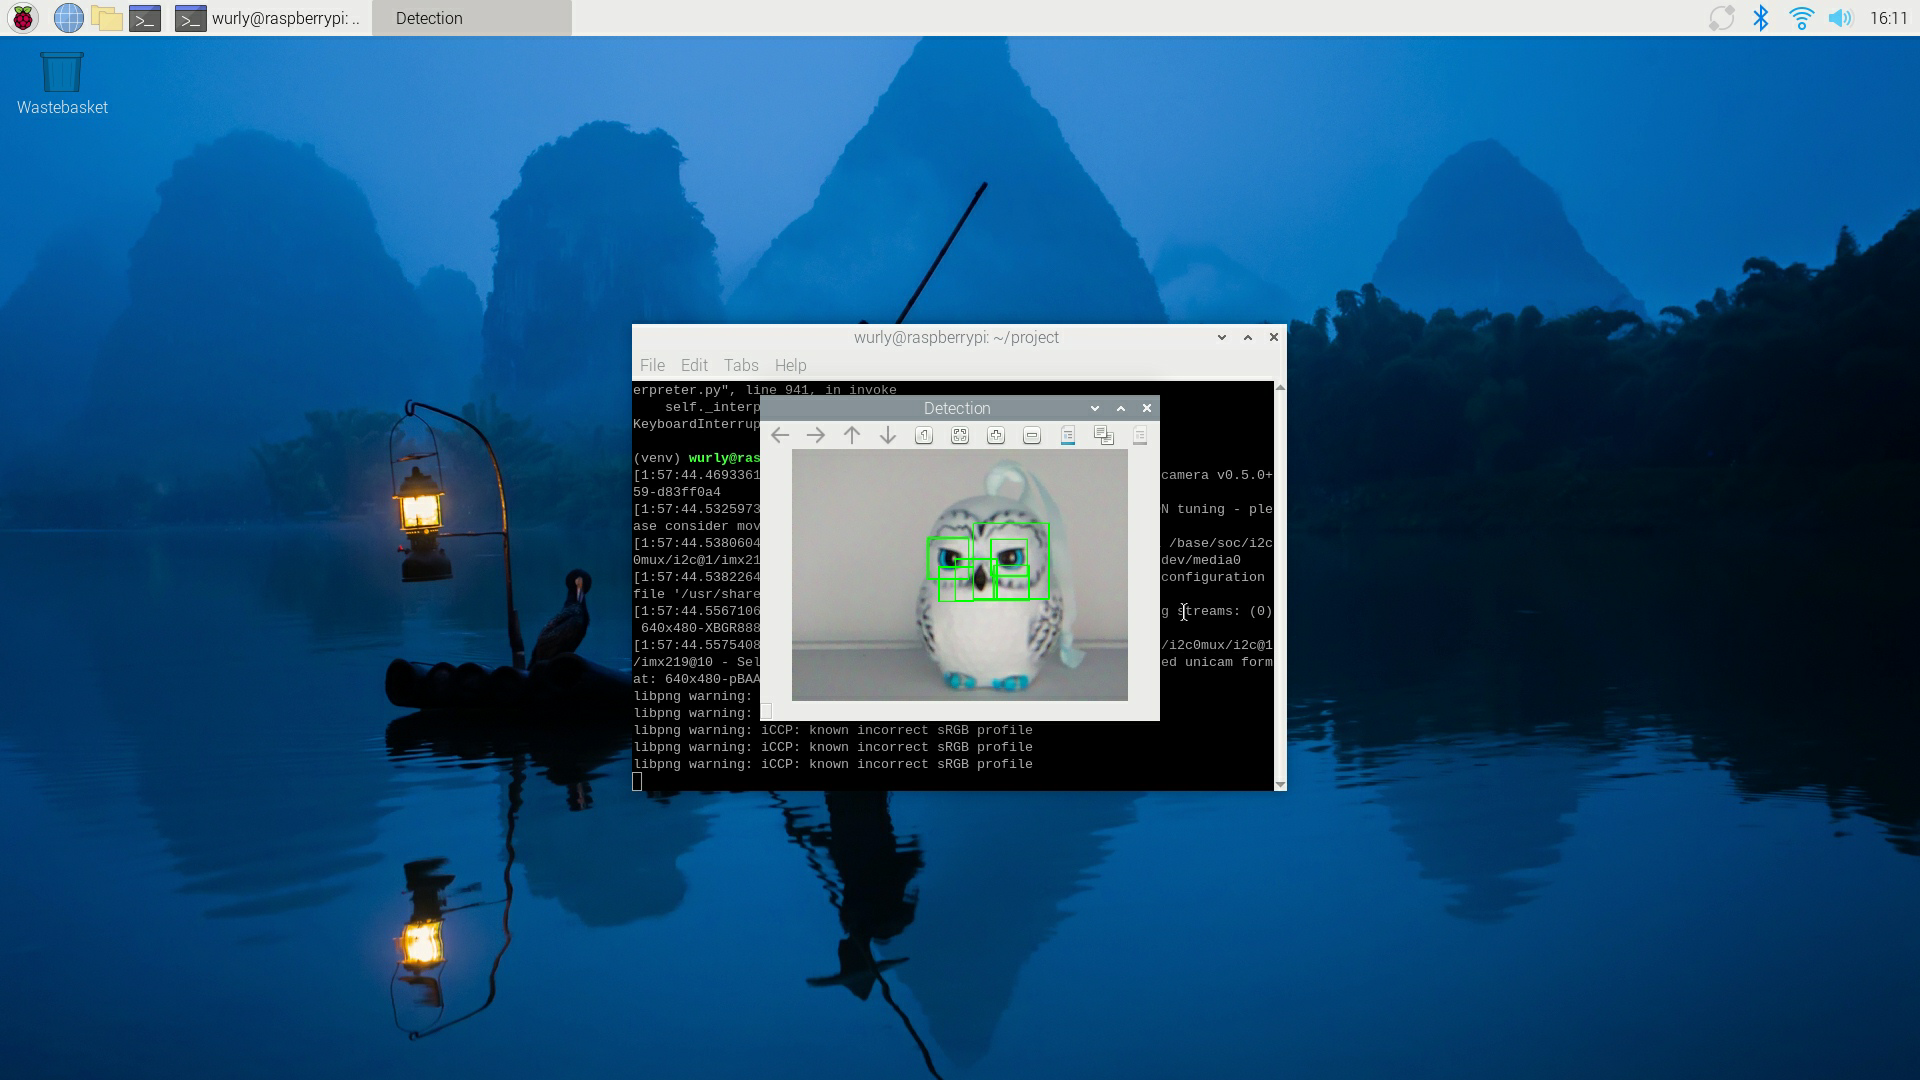 wurly@raspberrypi: ..
Detection
16:11
Wastebasket
wurly@raspberrypi: ~/project
File Edit Tabs Help
erpreter.py", line 941, in invoke
self._interp
KeyboardInterrup
Detection
(venv) wurly@ras
[1:57:44.4693361 camera v0.5.0+
59-d83ff0a4
[1:57:44.5325973 N tuning - ple
ase consider mov
[1:57:44.5380604 /base/soc/i2c
0mux/i2c@1/imx21 dev/media0
[1:57:44.5382264 configuration
file '/usr/share
[1:57:44.5567106 g streams: (0)
640x480-XBGR888
[1:57:44.5575408 /i2c0mux/i2c@1
/imx219@10 - Sel ed unicam form
at: 640x480-pBAA
libpng warning:
libpng warning:
libpng warning: iCCP: known incorrect sRGB profile
libpng warning: iCCP: known incorrect sRGB profile
libpng warning: iCCP: known incorrect sRGB profile